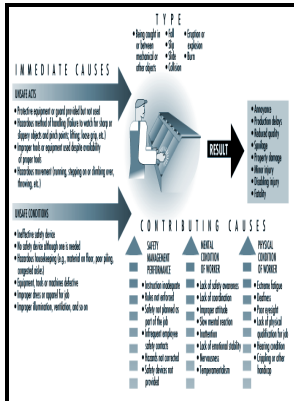 TYPE
• Being caught in
or between
mechanical or
other objects
• Fall
• Slip
• Slide
• Collision
• Eruption or
explosion
• Burn
IMMEDIATE CAUSES
UNSAFE ACTS
• Protective equipment or guard provided but not used
• Hazardous method of handling (failure to watch for sharp or
slippery objects and pinch points, lifting, loose grip, etc.)
• Improper tools or equipment used despite availability
of proper tools
• Hazardous movement (running, stepping on or climbing over,
throwing, etc.)
UNSAFE CONDITIONS
• Ineffective safety device
• No safety device although one is needed
• Hazardous housekeeping (e.g., material on floor, poor piling,
congested aisles)
• Equipment, tools or machines defective
• Improper dress or apparel for job
• Improper illumination, ventilation, and so on
RESULT
• Annoyance
• Production delays
• Reduced quality
• Spoilage
• Property damage
• Minor injury
• Disabling injury
• Fatality
CONTRIBUTING CAUSES
SAFETY
MANAGEMENT
PERFORMANCE
• Instruction inadequate
• Rules not enforced
• Safety not planned as
part of the job
• Infrequent employee
safety contacts
• Hazards not corrected
• Safety devices not
provided
MENTAL
CONDITION
OF WORKER
• Lack of safety awareness
• Lack of coordination
• Improper attitude
• Slow mental reaction
• Inattention
• Lack of emotional stability
• Nervousness
• Temperamentalism
PHYSICAL
CONDITION
OF WORKER
• Extreme fatigue
• Deafness
• Poor eyesight
• Lack of physical
qualification for job
• Hearing condition
• Crippling or other
handicap